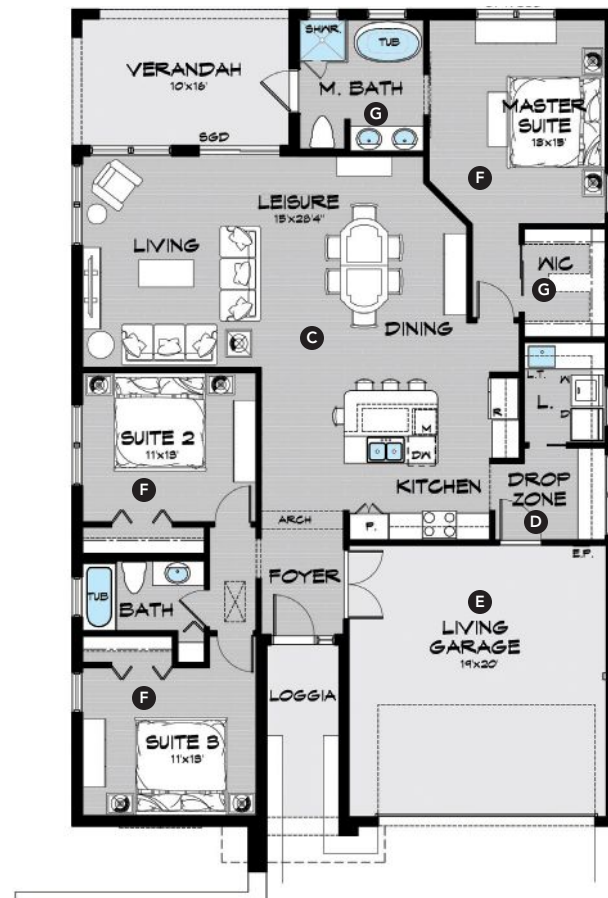 SHWR.
TUB
VERANDAH
10'x16'
M. BATH
G
MASTER
SUITE
13'x15'
F
SGD
LEISURE
15'x28'4"
LIVING
WIC
G
DINING
C
L.T.
W
L.
D
R
SUITE 2
11'x13'
F
M
DW
KITCHEN
DROP
ZONE
D
ARCH
P.
E.P.
FOYER
E
TUB
BATH
LIVING
GARAGE
19'x20'
F
LOGGIA
SUITE 3
11'x13'